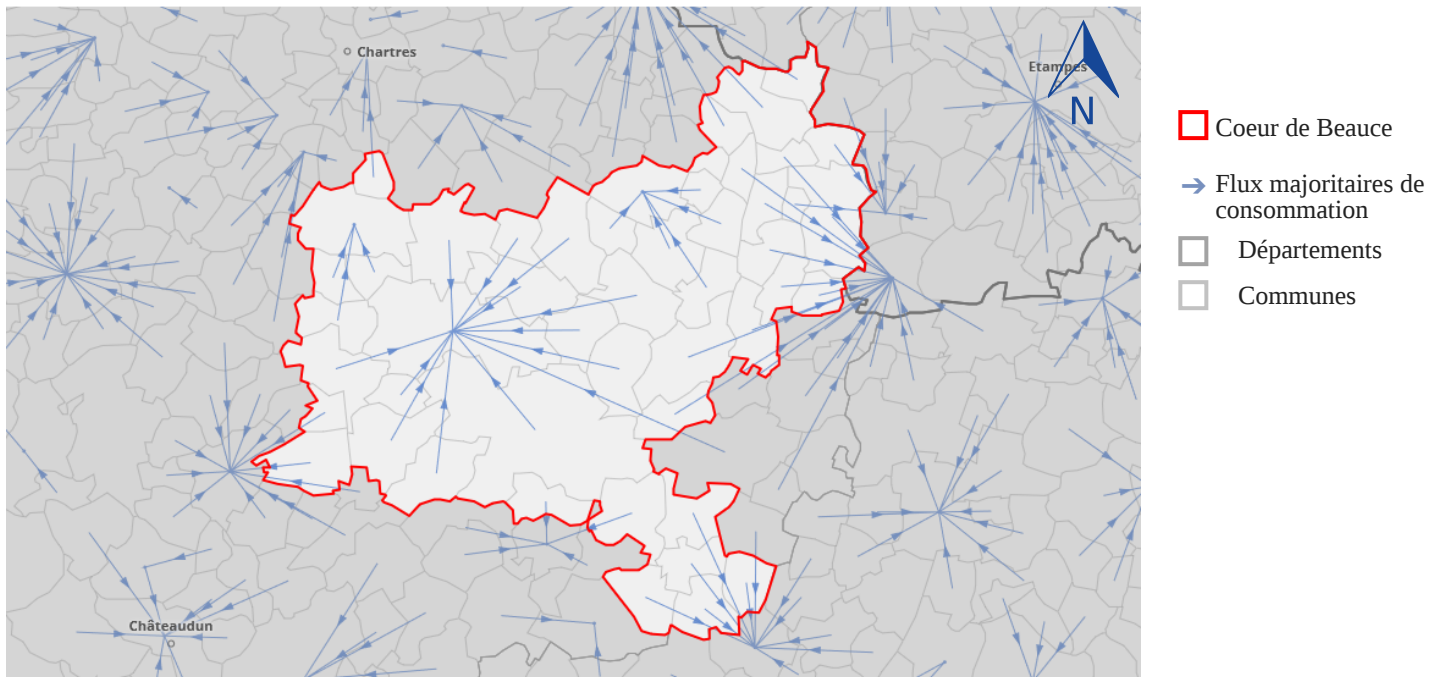 Chartres
Etampes
N
Châteaudun
Coeur de Beauce
Flux majoritaires de
consommation
Départements
Communes